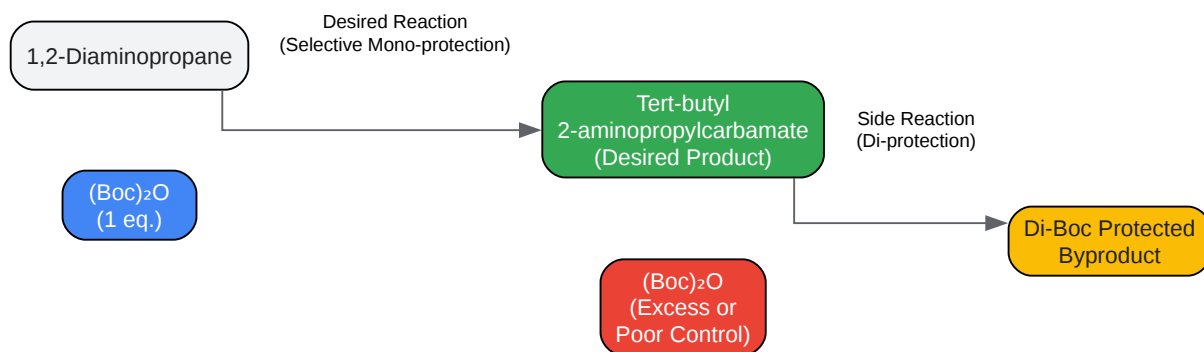 1,2-Diaminopropane
Desired Reaction
(Selective Mono-protection)
(Boc)₂O
(1 eq.)
Tert-butyl
2-aminopropylcarbamate
(Desired Product)
Side Reaction
(Di-protection)
(Boc)₂O
(Excess or
Poor Control)
Di-Boc Protected
Byproduct